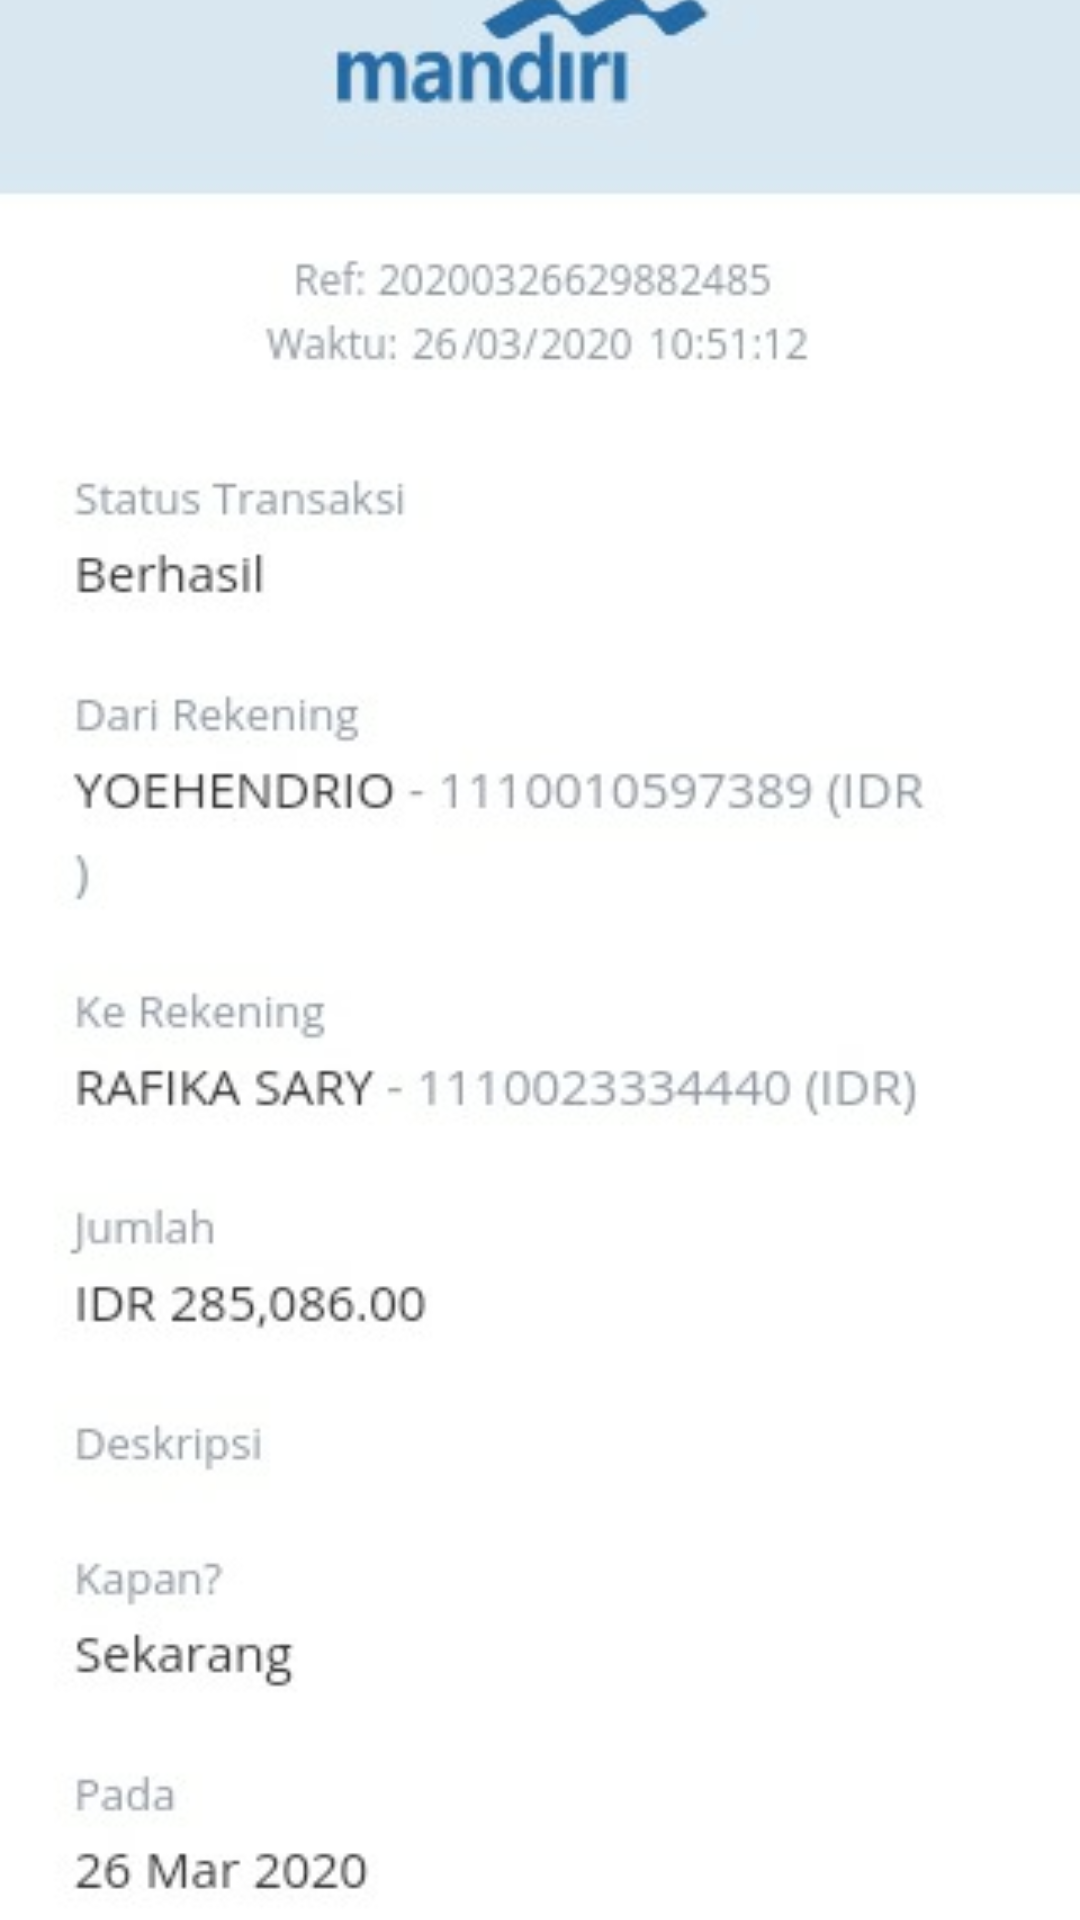 mandiri
Ref: 20200326629882485
Waktu: 26/03/2020 10:51:12
Status Transaksi
Berhasil
Dari Rekening
YOEHENDRIO - 1110010597389 (IDR
)
Ke Rekening
RAFIKA SARY - 1110023334440 (IDR)
Jumlah
IDR 285,086.00
Deskripsi
Kapan?
Sekarang
Pada
26 Mar 2020